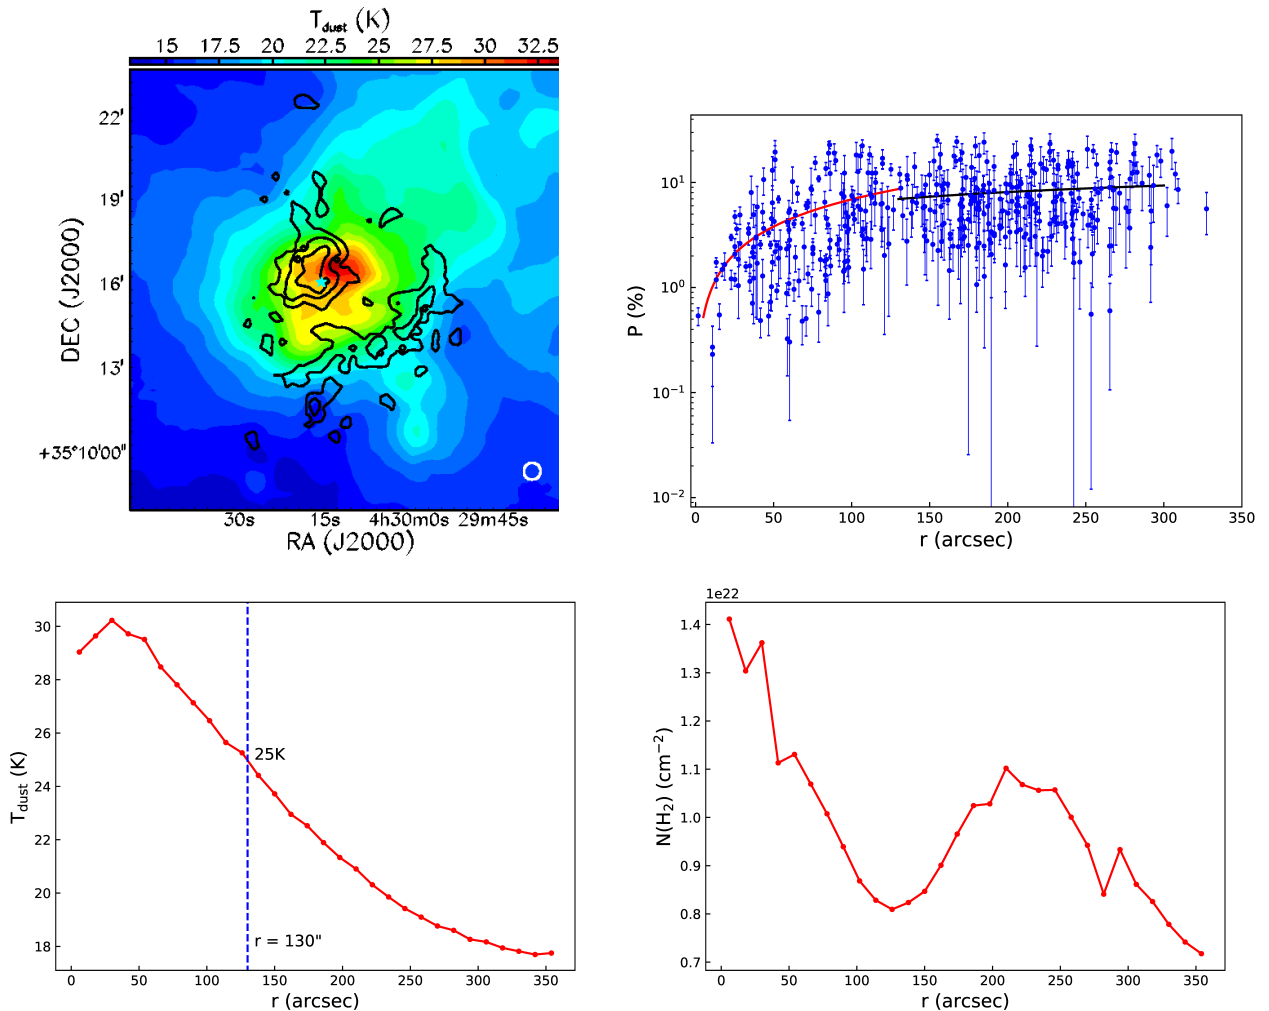 T_dust (K)
15 17.5 20 22.5 25 27.5 30 32.5
22'
19'
16'
13'
+35°10'00"
DEC (J2000)
30s 15s 4h30m0s 29m45s
RA (J2000)
P (%)
10¹
10⁰
10⁻¹
10⁻²
0 50 100 150 200 250 300 350
r (arcsec)
T_dust (K)
30
28
26
24
22
20
18
25K
r = 130"
0 50 100 150 200 250 300 350
r (arcsec)
1e22
N(H₂) (cm⁻²)
1.4
1.3
1.2
1.1
1.0
0.9
0.8
0.7
0 50 100 150 200 250 300 350
r (arcsec)